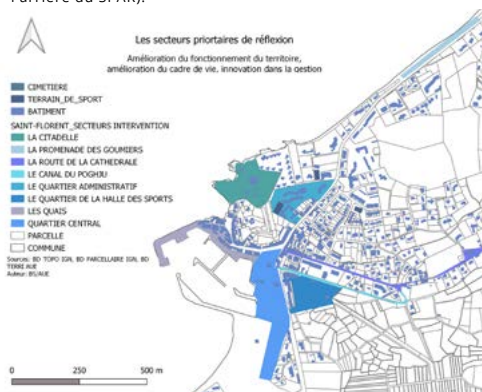 l'arrière du SPAR).
Les secteurs priortaires de réflexion
Amélioration du fonctionnement du territoire,
amélioration du cadre de vie, innovation dans la gestion
CIMETIERE
TERRAIN_DE_SPORT
BATIMENT
SAINT-FLORENT_SECTEURS INTERVENTION
LA CITADELLE
LA PROMENADE DES GOUMIERS
LA ROUTE DE LA CATHEDRALE
LE CANAL DU POGHJU
LE QUARTIER ADMINISTRATIF
LE QUARTIER DE LA HALLE DES SPORTS
LES QUAIS
QUARTIER CENTRAL
PARCELLE
COMMUNE
Sources: BD TOPO IGN, BD PARCELLAIRE IGN, BD
TERRI AUE
Auteur: BS/AUE
0 250 500 m